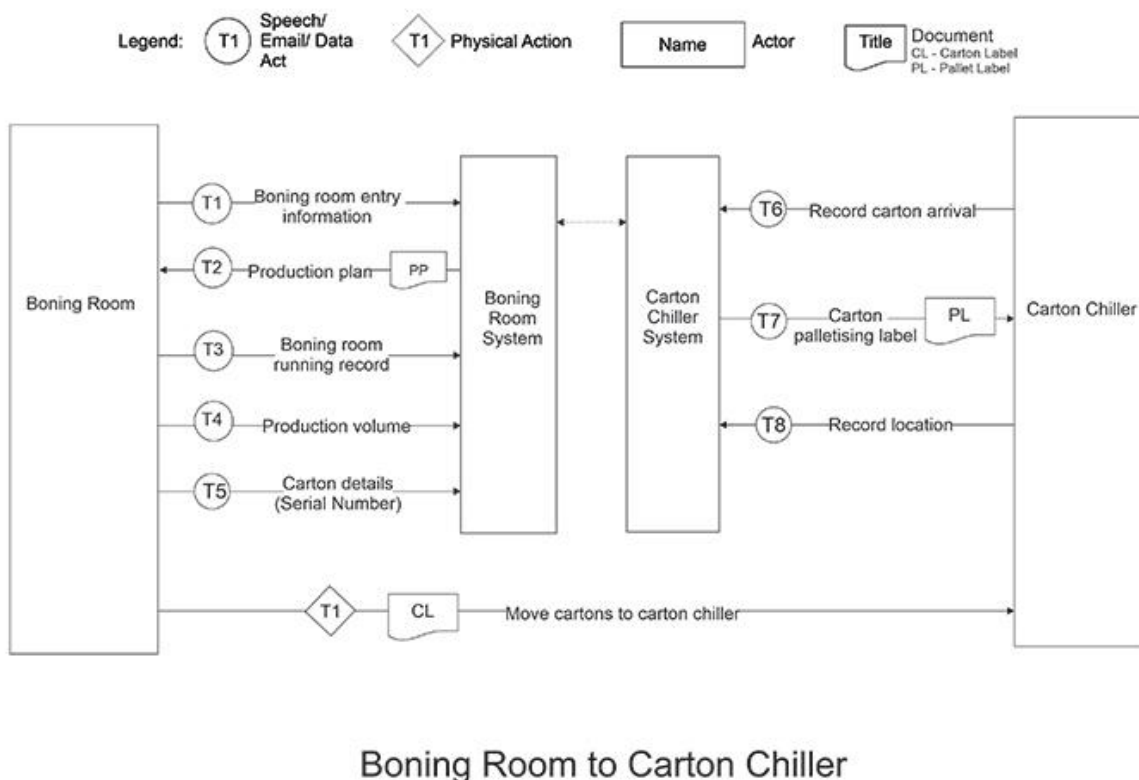 Legend:
T1
Speech/
Email/ Data
Act
T1
Physical Action
Name
Actor
Title
Document
CL - Carton Label
PL - Pallet Label
Boning Room
T1
Boning room entry
information
T2
Production plan
PP
T3
Boning room
running record
T4
Production volume
T5
Carton details
(Serial Number)
Boning
Room
System
Carton
Chiller
System
T6
Record carton arrival
T7
Carton
palletising label
PL
T8
Record location
Carton Chiller
T1
CL
Move cartons to carton chiller
Boning Room to Carton Chiller